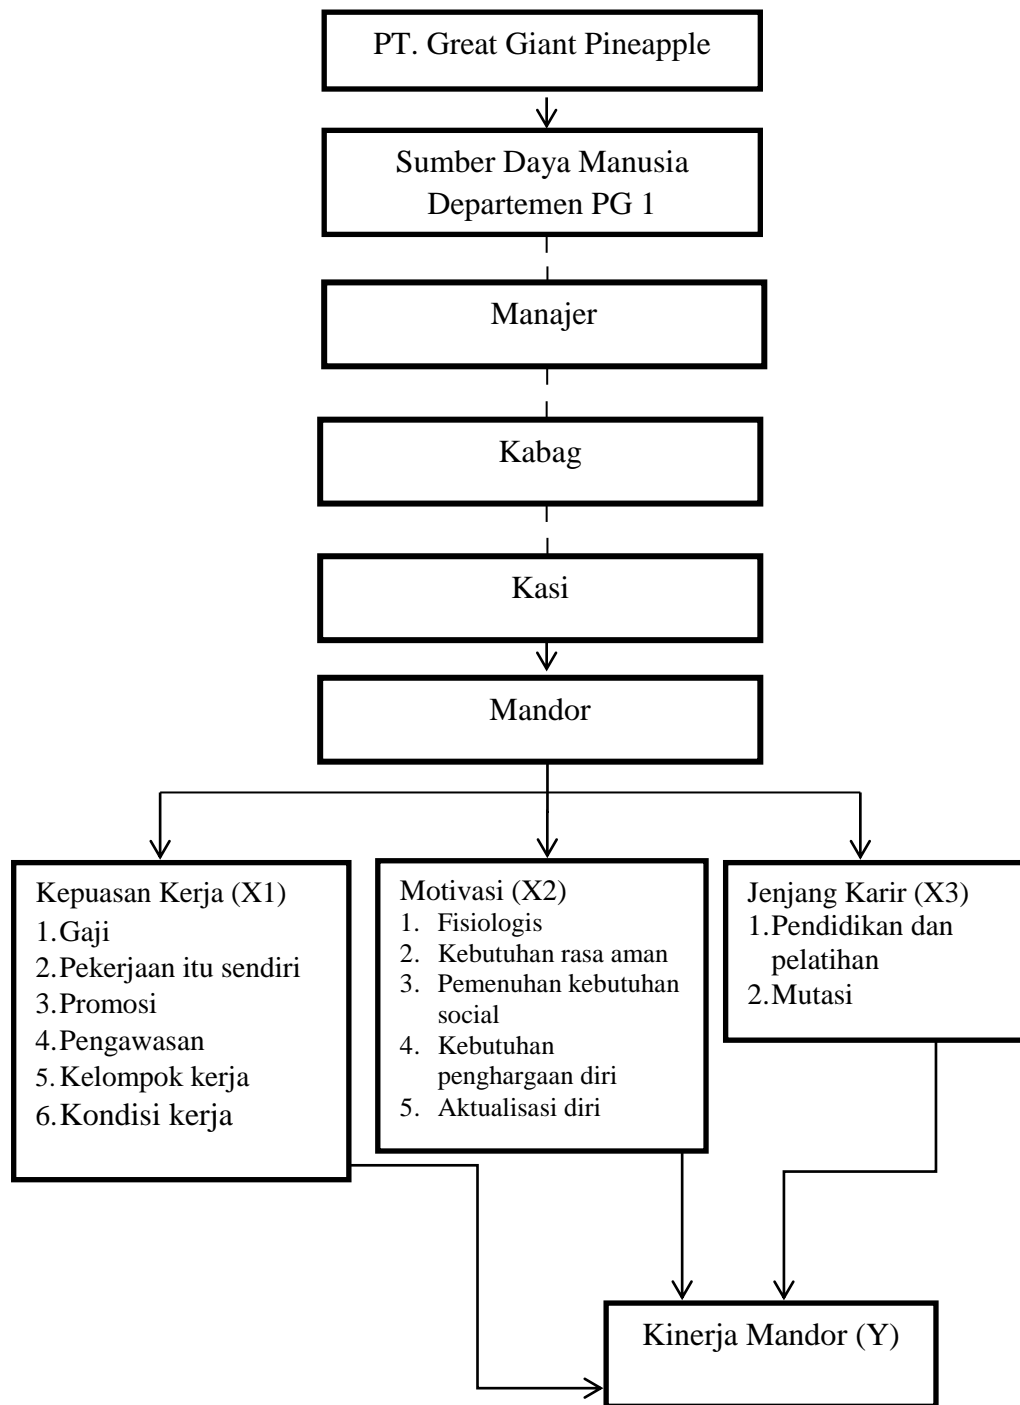 PT. Great Giant Pineapple
Sumber Daya Manusia
Departemen PG 1
Manajer
Kabag
Kasi
Mandor
Kepuasan Kerja (X1)
1. Gaji
2. Pekerjaan itu sendiri
3. Promosi
4. Pengawasan
5. Kelompok kerja
6. Kondisi kerja
Motivasi (X2)
1. Fisiologis
2. Kebutuhan rasa aman
3. Pemenuhan kebutuhan
social
4. Kebutuhan
penghargaan diri
5. Aktualisasi diri
Jenjang Karir (X3)
1. Pendidikan dan
pelatihan
2. Mutasi
Kinerja Mandor (Y)